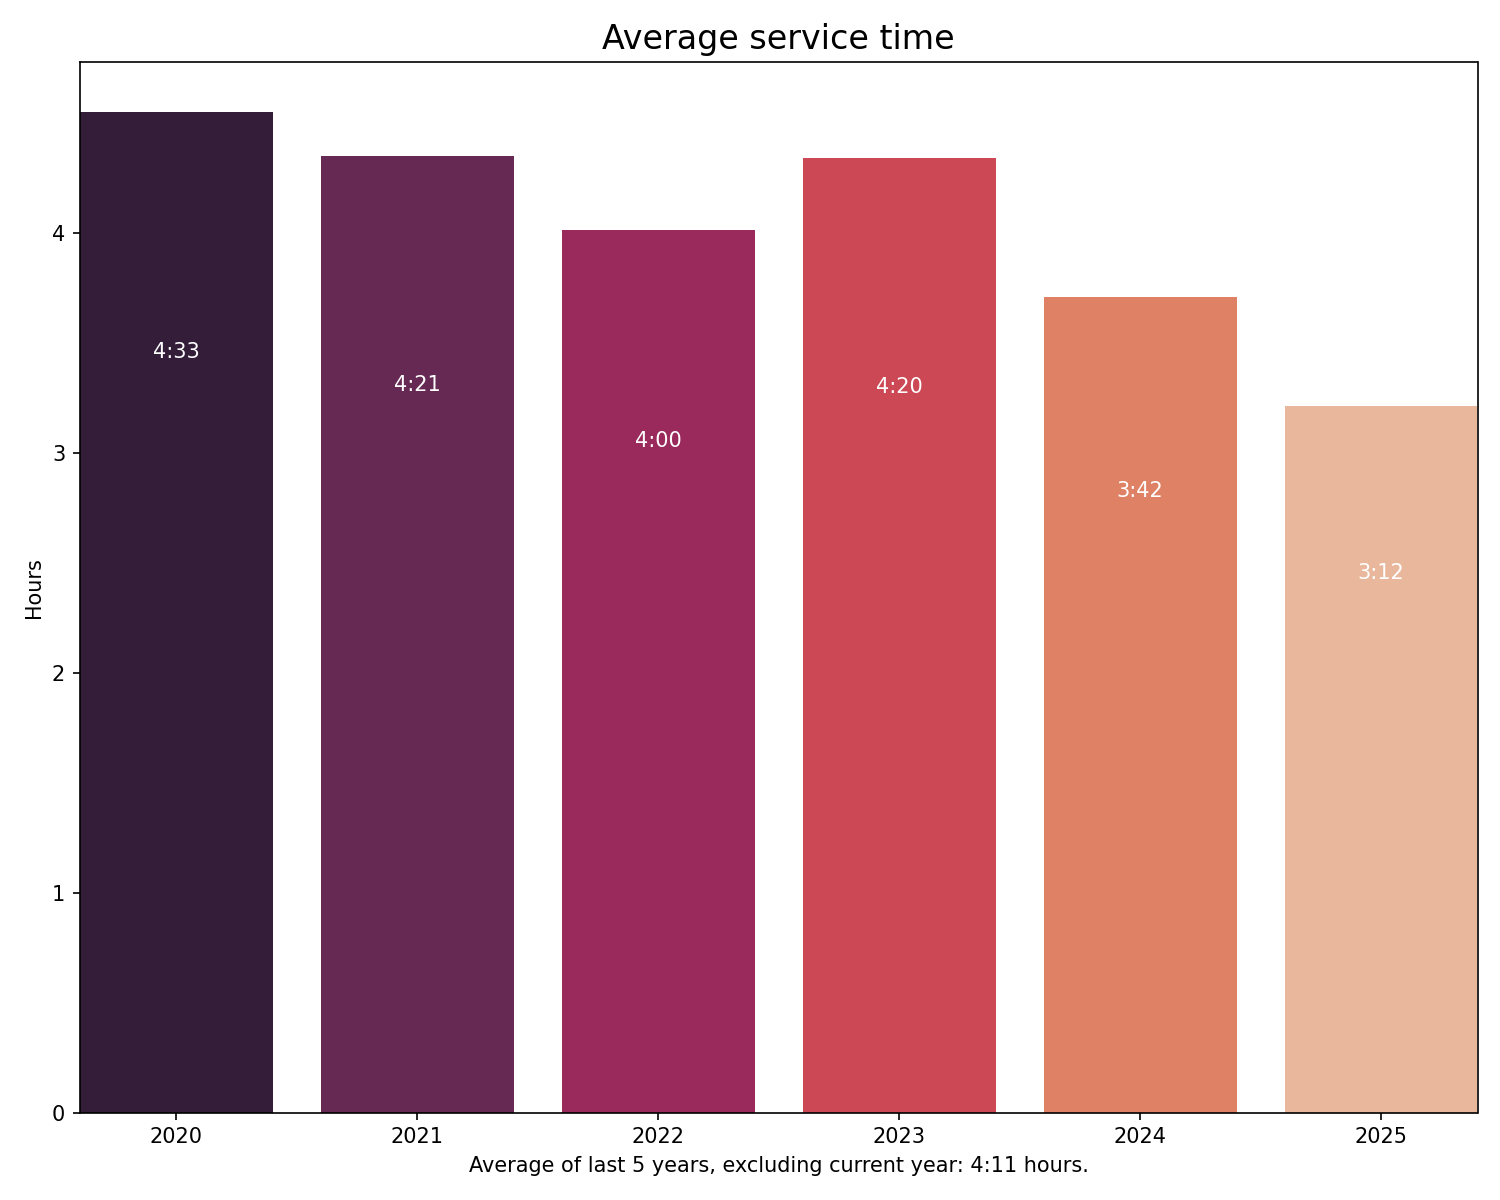 Average service time
Hours
4
3
2
1
0
4:33
4:21
4:00
4:20
3:42
3:12
2020 2021 2022 2023 2024 2025
Average of last 5 years, excluding current year: 4:11 hours.